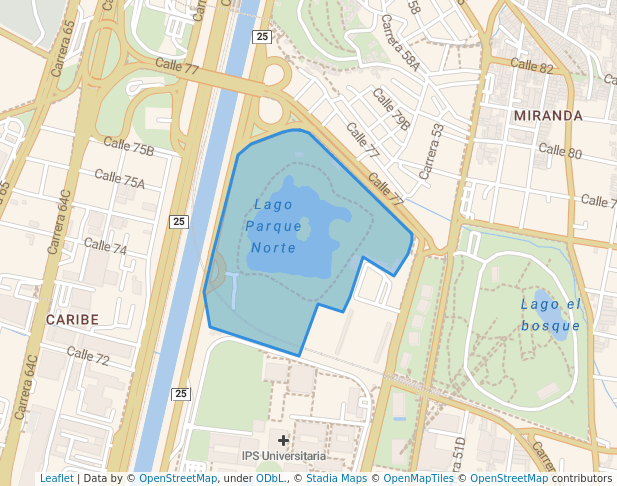 58
Carrera 65
25
Carrera 58A
Calle 77
Calle 82
MIRANDA
Calle 79B
Calle 77
Carrera 53
Calle 75B
Calle 80
Calle 75A
Calle 77
Carrera 64C
Lago
Parque
Norte
25
Calle 74
Lago el
bosque
CARIBE
Calle 72
Carrera 64C
25
IPS Universitaria
Carrera 51D
Leaflet | Data by © OpenStreetMap, under ODbL., © Stadia Maps © OpenMapTiles © OpenStreetMap contributors